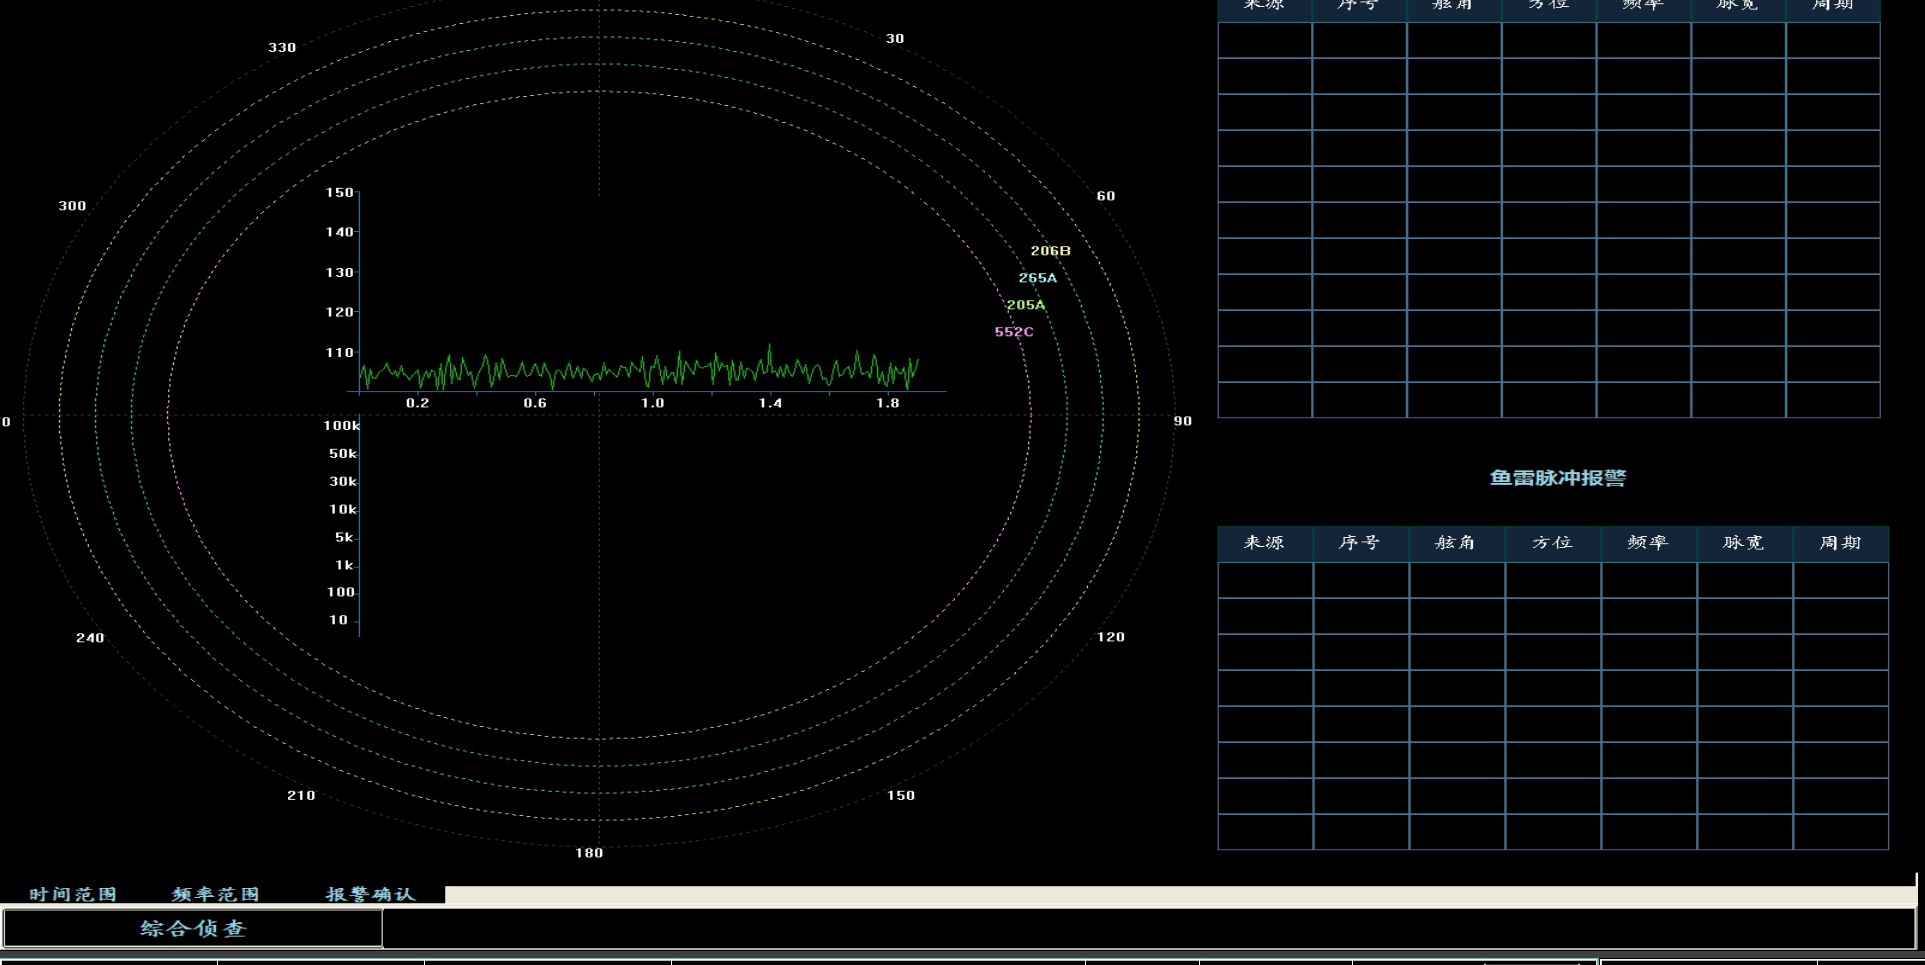 来源 序号 舷角 方位 频率 脉宽 周期
330 30
300 60
150
140
130
120
110
206B
265A
205A
552C
0.2 0.6 1.0 1.4 1.8
0 90
100k
50k
30k
10k
5k
1k
100
10
240 120
210 150
180
鱼雷脉冲报警
来源 序号 舷角 方位 频率 脉宽 周期
时间范围 频率范围 报警确认
综合侦查